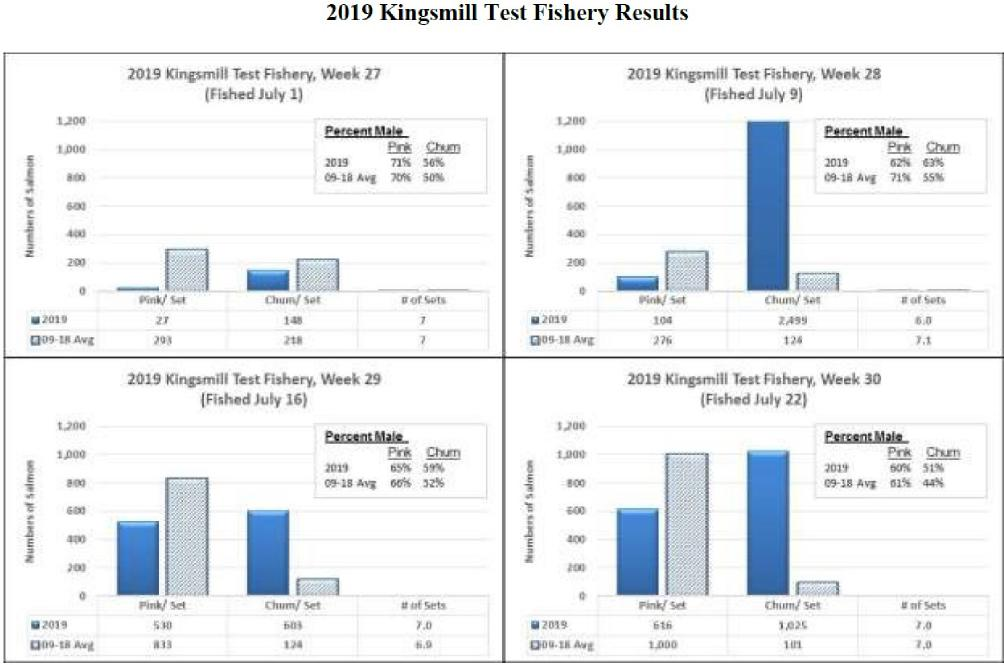 2019 Kingsmill Test Fishery Results
2019 Kingsmill Test Fishery, Week 27
(Fished July 1)
Numbers of Salmon
1,200
1,000
800
600
400
200
0
Percent Male
Pink Chum
2019 71% 56%
09-18 Avg 70% 50%
Pink/ Set Chum/ Set # of Sets
2019 27 148 7
09-18 Avg 293 218 7
2019 Kingsmill Test Fishery, Week 28
(Fished July 9)
Numbers of Salmon
1,200
1,000
800
600
400
200
0
Percent Male
Pink Chum
2019 62% 63%
09-18 Avg 71% 55%
Pink/ Set Chum/ Set # of Sets
2019 104 2,499 6.0
09-18 Avg 276 124 7.1
2019 Kingsmill Test Fishery, Week 29
(Fished July 16)
Numbers of Salmon
1,200
1,000
800
600
400
200
0
Percent Male
Pink Chum
2019 65% 59%
09-18 Avg 66% 52%
Pink/ Set Chum/ Set # of Sets
2019 530 603 7.0
09-18 Avg 833 124 6.9
2019 Kingsmill Test Fishery, Week 30
(Fished July 22)
Numbers of Salmon
1,200
1,000
800
600
400
200
0
Percent Male
Pink Chum
2019 60% 51%
09-18 Avg 61% 44%
Pink/ Set Chum/ Set # of Sets
2019 616 1,025 7.0
09-18 Avg 1,000 101 7.0